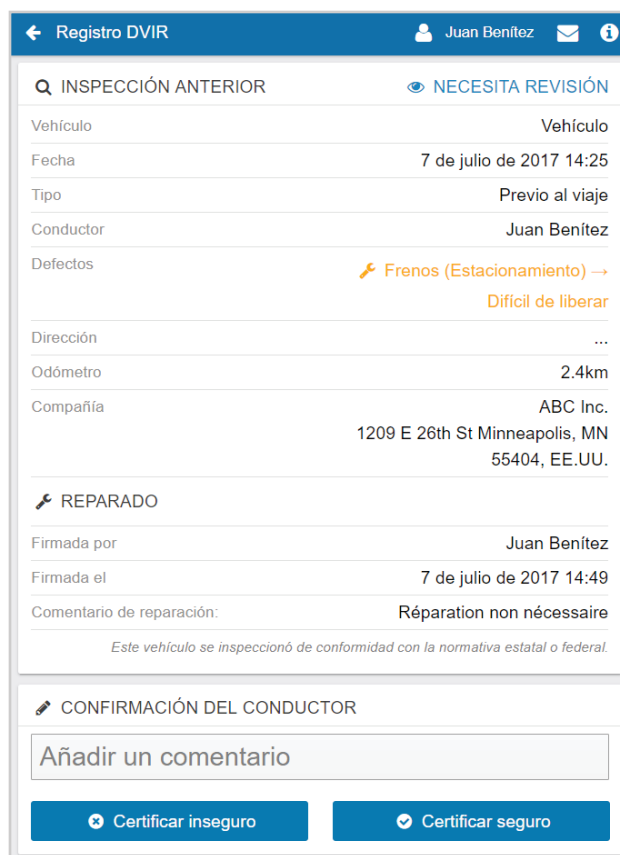 Registro DVIR Juan Benítez
INSPECCIÓN ANTERIOR NECESITA REVISIÓN
Vehículo Vehículo
Fecha 7 de julio de 2017 14:25
Tipo Previo al viaje
Conductor Juan Benítez
Defectos Frenos (Estacionamiento) →
Difícil de liberar
Dirección ...
Odómetro 2.4km
Compañía ABC Inc.
1209 E 26th St Minneapolis, MN
55404, EE.UU.
REPARADO
Firmada por Juan Benítez
Firmada el 7 de julio de 2017 14:49
Comentario de reparación: Réparation non nécessaire
Este vehículo se inspeccionó de conformidad con la normativa estatal o federal.
CONFIRMACIÓN DEL CONDUCTOR
Añadir un comentario
Certificar inseguro Certificar seguro